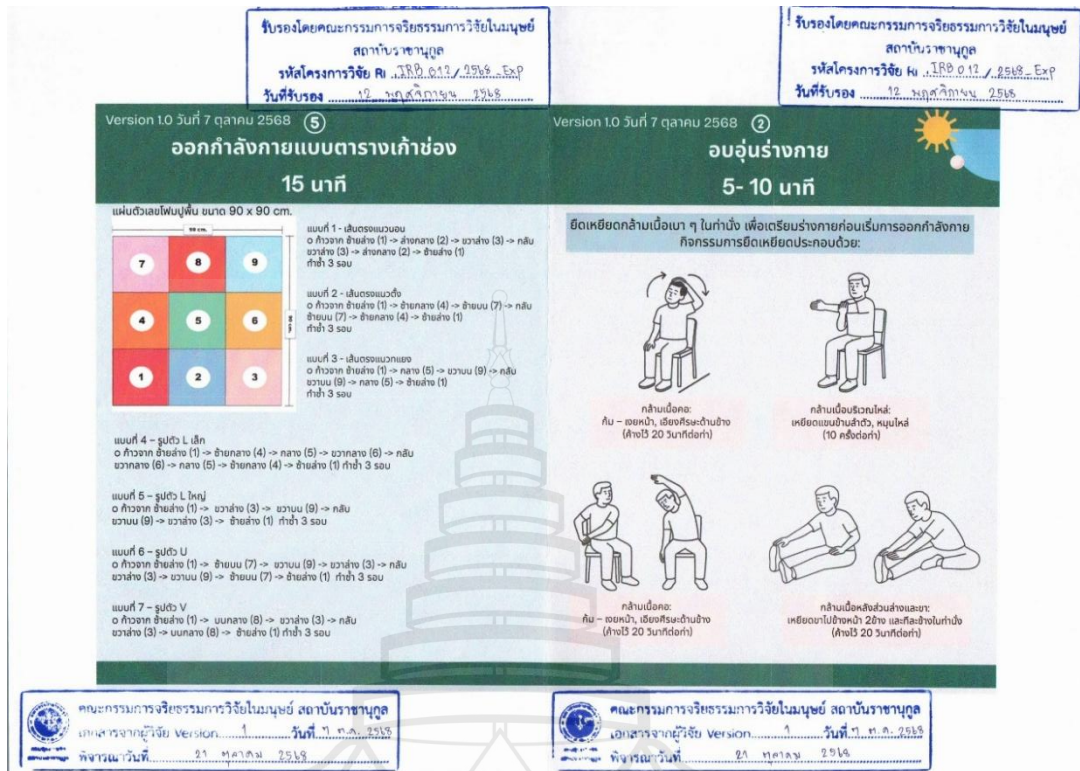 รับรองโดยคณะกรรมการจริยธรรมการวิจัยในมนุษย์
สถาบันราชานุกูล
รหัสโครงการวิจัย RI .IRB 012 / 2568_Exp
วันที่รับรอง 12 พฤศจิกายน 2568
รับรองโดยคณะกรรมการจริยธรรมการวิจัยในมนุษย์
สถาบันราชานุกูล
รหัสโครงการวิจัย RI .IRB 012 / 2568_Exp
วันที่รับรอง 12 พฤศจิกายน 2568
Version 1.0 วันที่ 7 ตุลาคม 2568 5
ออกกำลังกายแบบตารางเก้าช่อง
15 นาที
แผ่นตัวเลขโฟมปูพื้น ขนาด 90 x 90 cm.
90 cm.
7 8 9
4 5 6
1 2 3
แบบที่ 1 - เส้นตรงแนวนอน
o ก้าวจาก ซ้ายล่าง (1) -> ล่างกลาง (2) -> ขวาล่าง (3) -> กลับ
ขวาล่าง (3) -> ล่างกลาง (2) -> ซ้ายล่าง (1)
ทำซ้ำ 3 รอบ
แบบที่ 2 - เส้นตรงแนวตั้ง
o ก้าวจาก ซ้ายล่าง (1) -> ซ้ายกลาง (4) -> ซ้ายบน (7) -> กลับ
ซ้ายบน (7) -> ซ้ายกลาง (4) -> ซ้ายล่าง (1)
ทำซ้ำ 3 รอบ
แบบที่ 3 - เส้นตรงแนวทแยง
o ก้าวจาก ซ้ายล่าง (1) -> กลาง (5) -> ขวาบน (9) -> กลับ
ขวาบน (9) -> กลาง (5) -> ซ้ายล่าง (1)
ทำซ้ำ 3 รอบ
แบบที่ 4 – รูปตัว L เล็ก
o ก้าวจาก ซ้ายล่าง (1) -> ซ้ายกลาง (4) -> กลาง (5) -> ขวากลาง (6) -> กลับ
ขวากลาง (6) -> กลาง (5) -> ซ้ายกลาง (4) -> ซ้ายล่าง (1) ทำซ้ำ 3 รอบ
แบบที่ 5 – รูปตัว L ใหญ่
o ก้าวจาก ซ้ายล่าง (1) -> ขวาล่าง (3) -> ขวาบน (9) -> กลับ
ขวาบน (9) -> ขวาล่าง (3) -> ซ้ายล่าง (1) ทำซ้ำ 3 รอบ
แบบที่ 6 – รูปตัว U
o ก้าวจาก ซ้ายล่าง (1) -> ซ้ายบน (7) -> ขวาบน (9) -> ขวาล่าง (3) -> กลับ
ขวาล่าง (3) -> ขวาบน (9) -> ซ้ายบน (7) -> ซ้ายล่าง (1) ทำซ้ำ 3 รอบ
แบบที่ 7 – รูปตัว V
o ก้าวจาก ซ้ายล่าง (1) -> บนกลาง (8) -> ขวาล่าง (3) -> กลับ
ขวาล่าง (3) -> บนกลาง (8) -> ซ้ายล่าง (1) ทำซ้ำ 3 รอบ
Version 1.0 วันที่ 7 ตุลาคม 2568 2
อบอุ่นร่างกาย
5- 10 นาที
ยืดเหยียดกล้ามเนื้อเบา ๆ ในท่านั่ง เพื่อเตรียมร่างกายก่อนเริ่มการออกกำลังกาย
กิจกรรมการยืดเหยียดประกอบด้วย:
กล้ามเนื้อคอ:
ก้ม – เงยหน้า, เอียงศีรษะด้านข้าง
(ค้างไว้ 20 วินาทีต่อท่า)
กล้ามเนื้อบริเวณไหล่:
เหยียดแขนข้ามลำตัว, หมุนไหล่
(10 ครั้งต่อท่า)
กล้ามเนื้อคอ:
ก้ม – เงยหน้า, เอียงศีรษะด้านข้าง
(ค้างไว้ 20 วินาทีต่อท่า)
กล้ามเนื้อหลังส่วนล่างและขา:
เหยียดขาไปข้างหน้า 2ข้าง และทีละข้างในท่านั่ง
(ค้างไว้ 20 วินาทีต่อท่า)
คณะกรรมการจริยธรรมการวิจัยในมนุษย์ สถาบันราชานุกูล
เอกสารจากผู้วิจัย Version 1 วันที่ 7 ต.ค. 2568
พิจารณาวันที่ 21 ตุลาคม 2568
คณะกรรมการจริยธรรมการวิจัยในมนุษย์ สถาบันราชานุกูล
เอกสารจากผู้วิจัย Version 1 วันที่ 7 ต.ค. 2568
พิจารณาวันที่ 21 ตุลาคม 2568